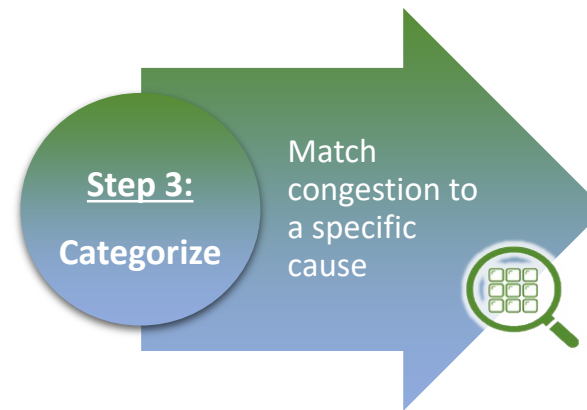 Step 3:
Categorize
Match
congestion to
a specific
cause